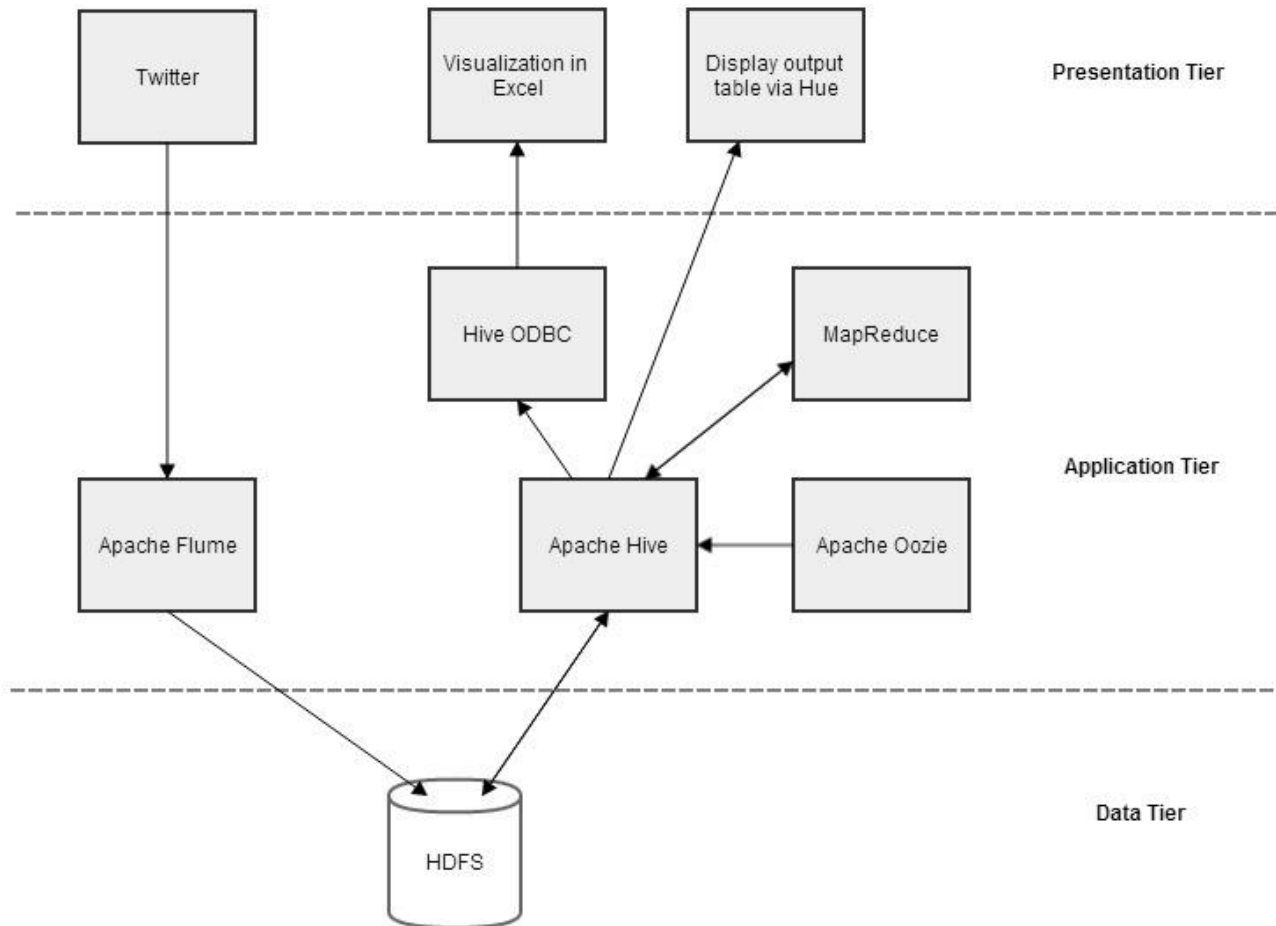 Twitter
Visualization in
Excel
Display output
table via Hue
Presentation Tier
Hive ODBC
MapReduce
Application Tier
Apache Flume
Apache Hive
Apache Oozie
Data Tier
HDFS